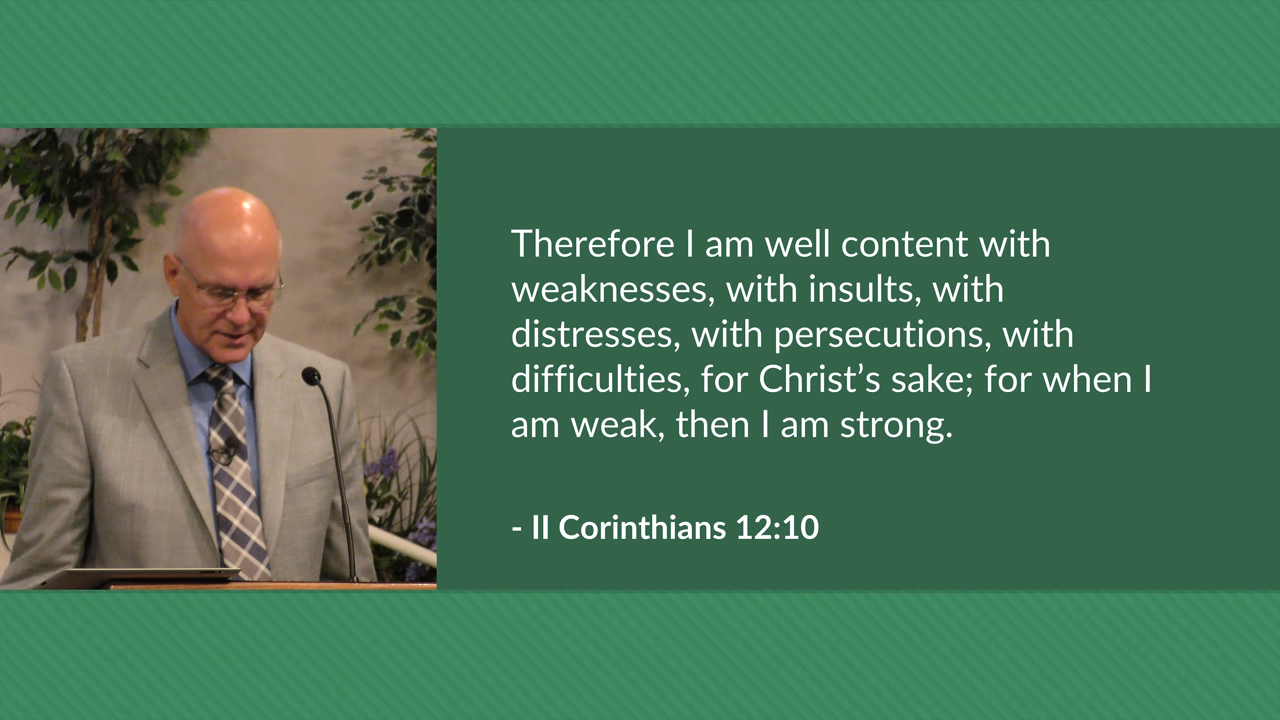 Therefore I am well content with
weaknesses, with insults, with
distresses, with persecutions, with
difficulties, for Christ’s sake; for when I
am weak, then I am strong.
- II Corinthians 12:10